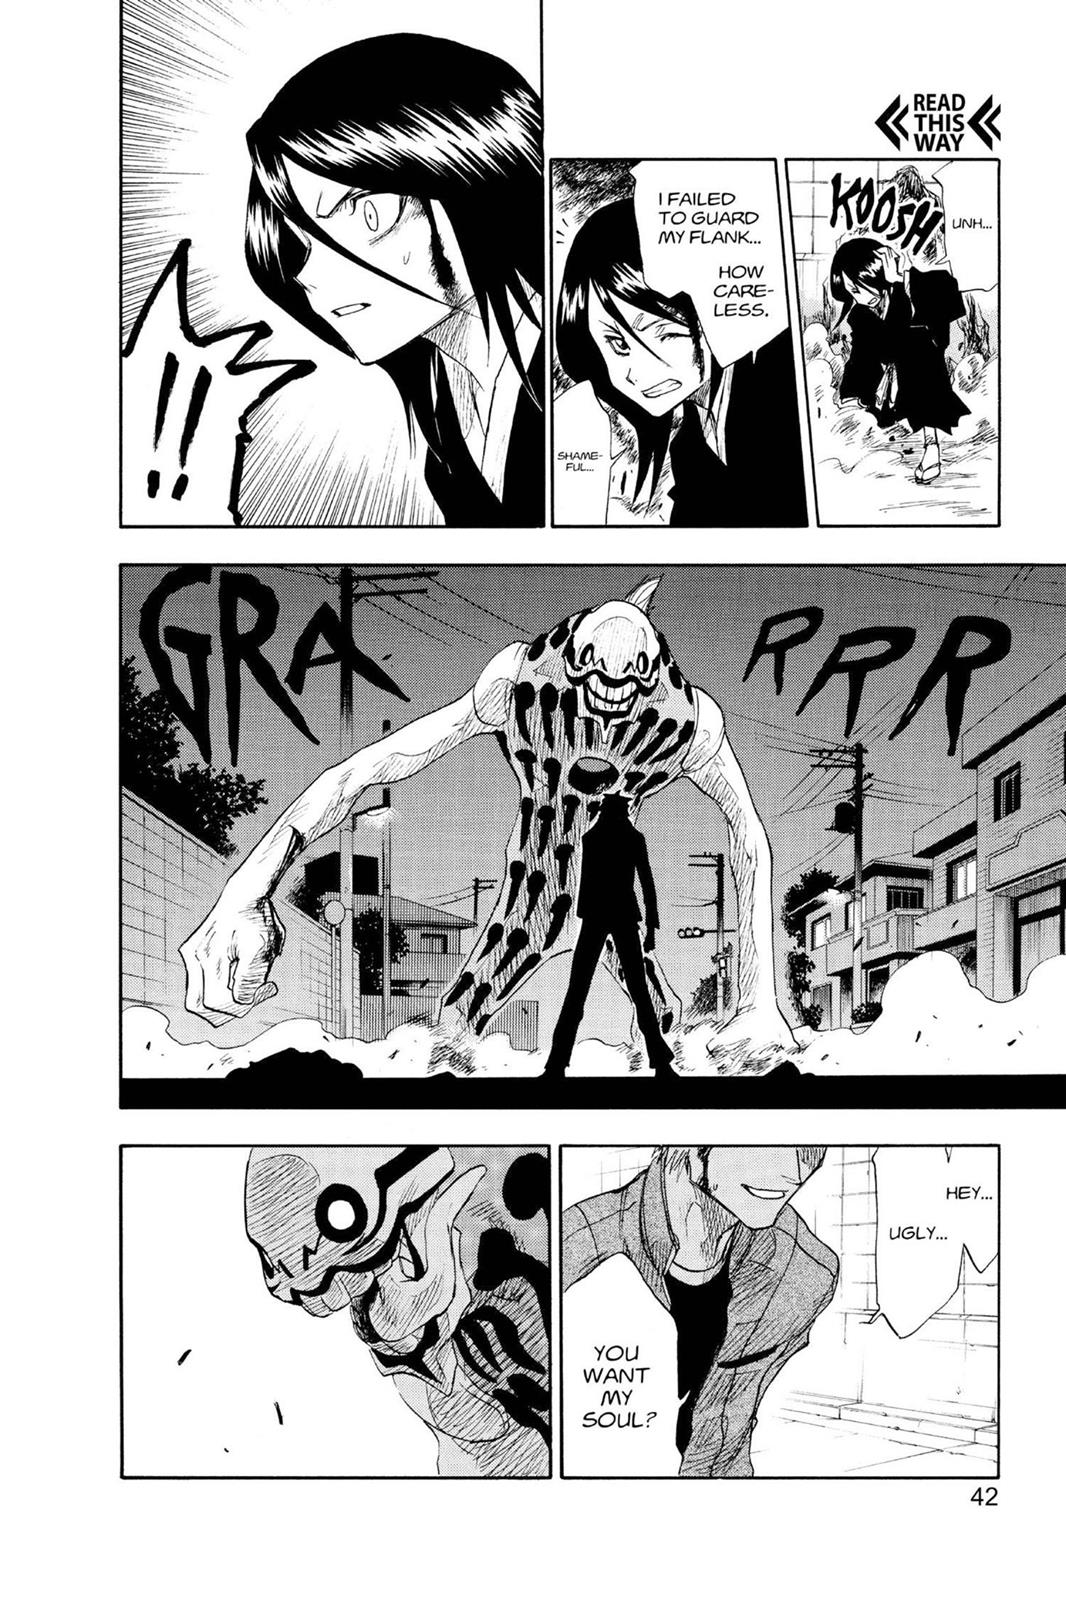 READ
THIS
WAY
KOOSH
UNH...
I FAILED
TO GUARD
MY FLANK...
HOW
CARE-
LESS.
SHAME-
FUL...
!!
GRA
RRR
HEY...
UGLY...
YOU
WANT
MY
SOUL?
42